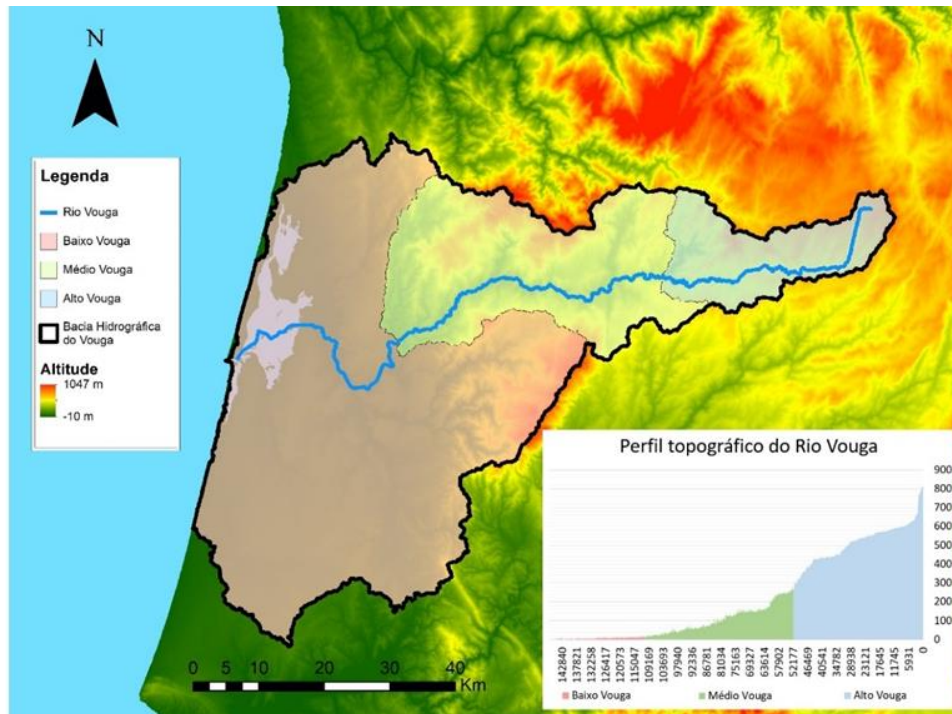 N
Legenda
Rio Vouga
Baixo Vouga
Médio Vouga
Alto Vouga
Bacia Hidrográfica
do Vouga
Altitude
1047 m
-10 m
0 5 10 20 30 40
Km
Perfil topográfico do Rio Vouga
900
800
700
600
500
400
300
200
100
0
142840 137821 132258 126417 120573 115047 109169 103693 97940 92336 86781 81034 75163 69327 63614 57902 52177 46469 40541 34782 28938 23121 17645 11745 5931 0
Baixo Vouga Médio Vouga Alto Vouga